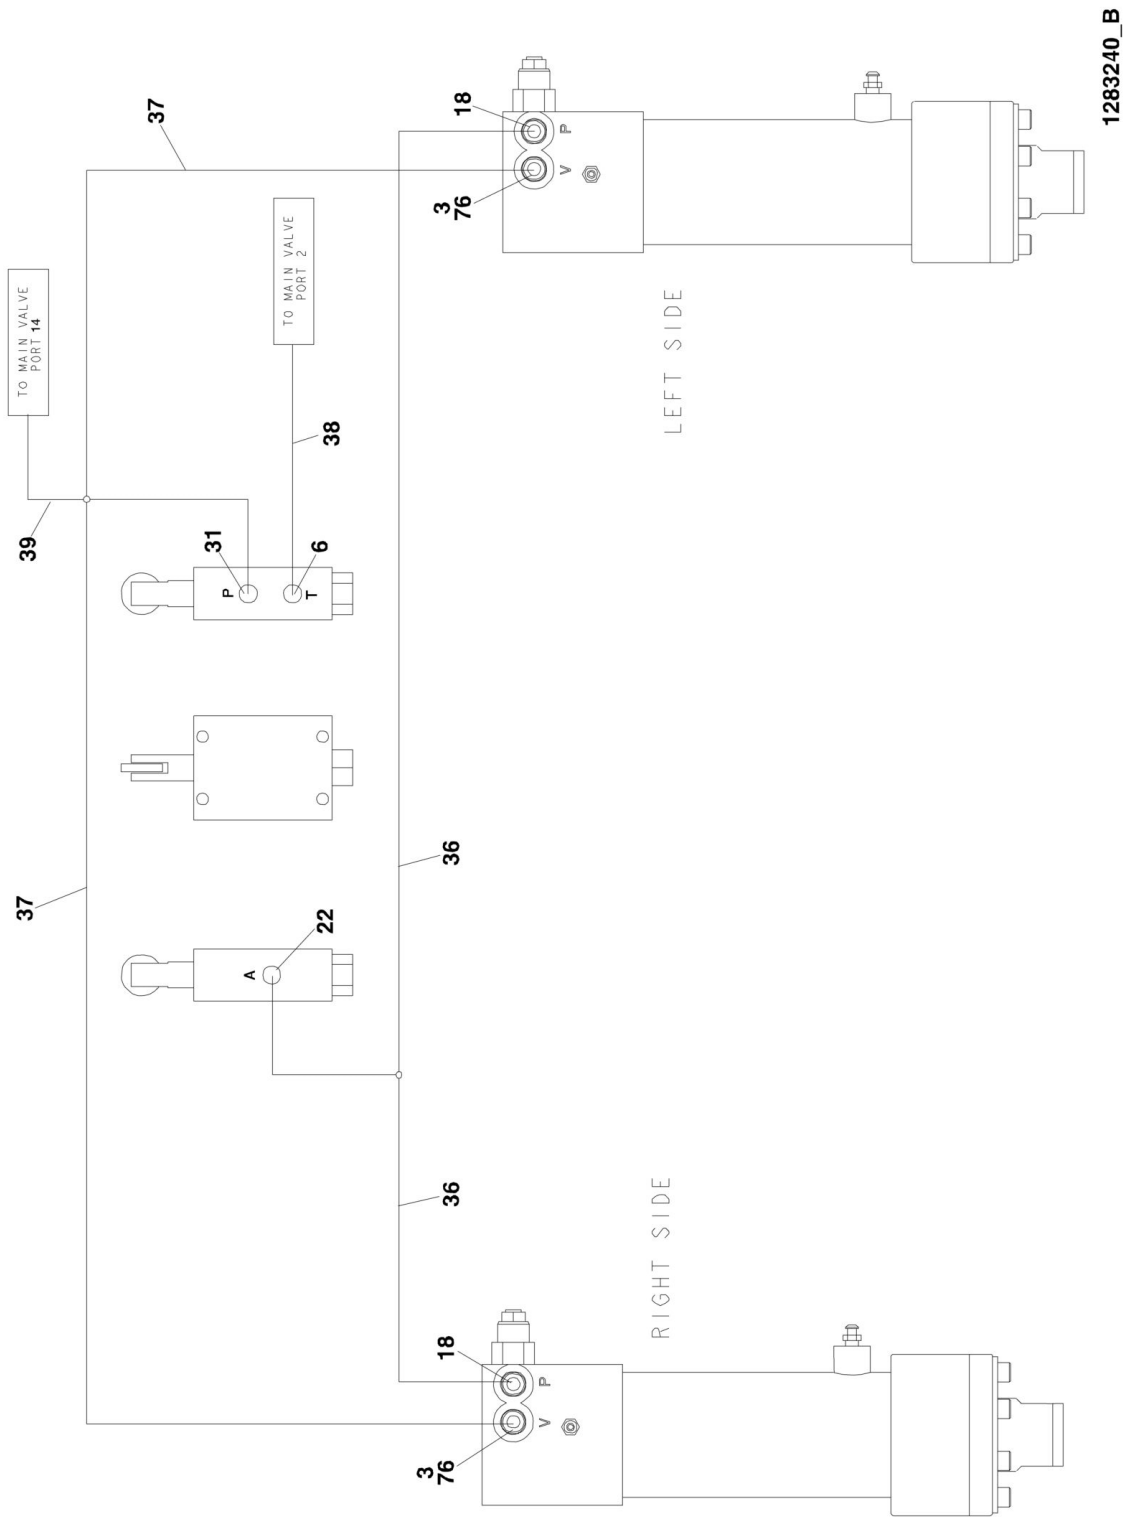 1283240_B
37
18
P
V
3
76
TO MAIN VALVE
PORT 2
TO MAIN VALVE
PORT 14
LEFT SIDE
38
39
31
6
P
T
36
37
22
A
36
RIGHT SIDE
18
P
V
3
76